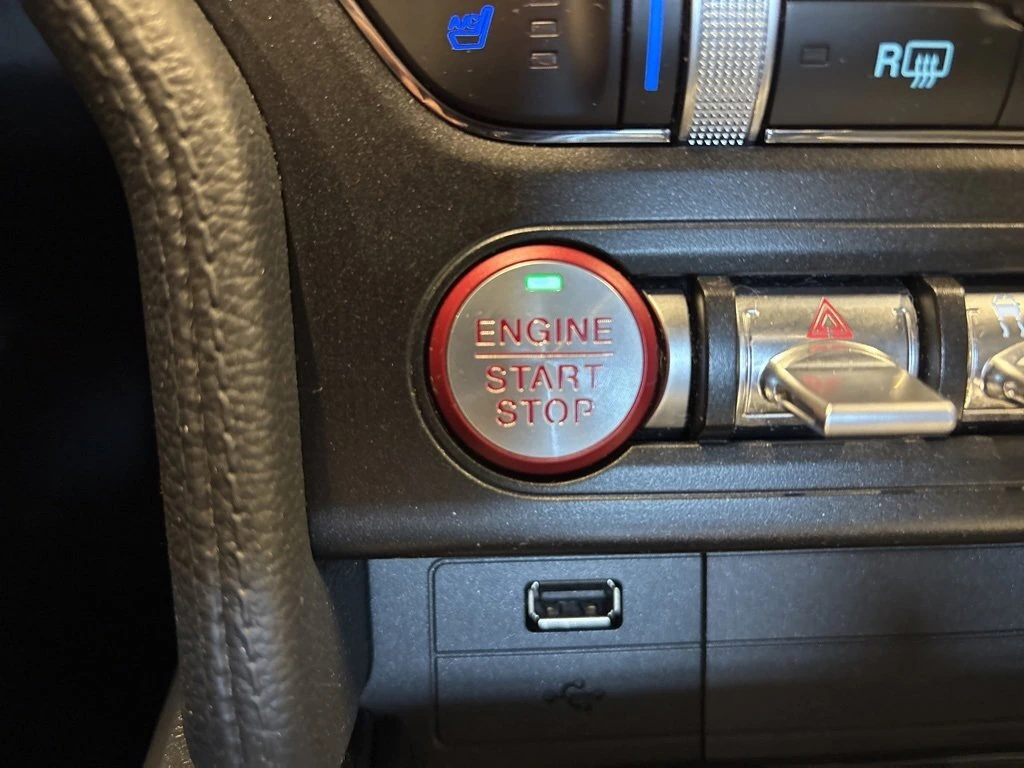 A/C
R
ENGINE
START
STOP